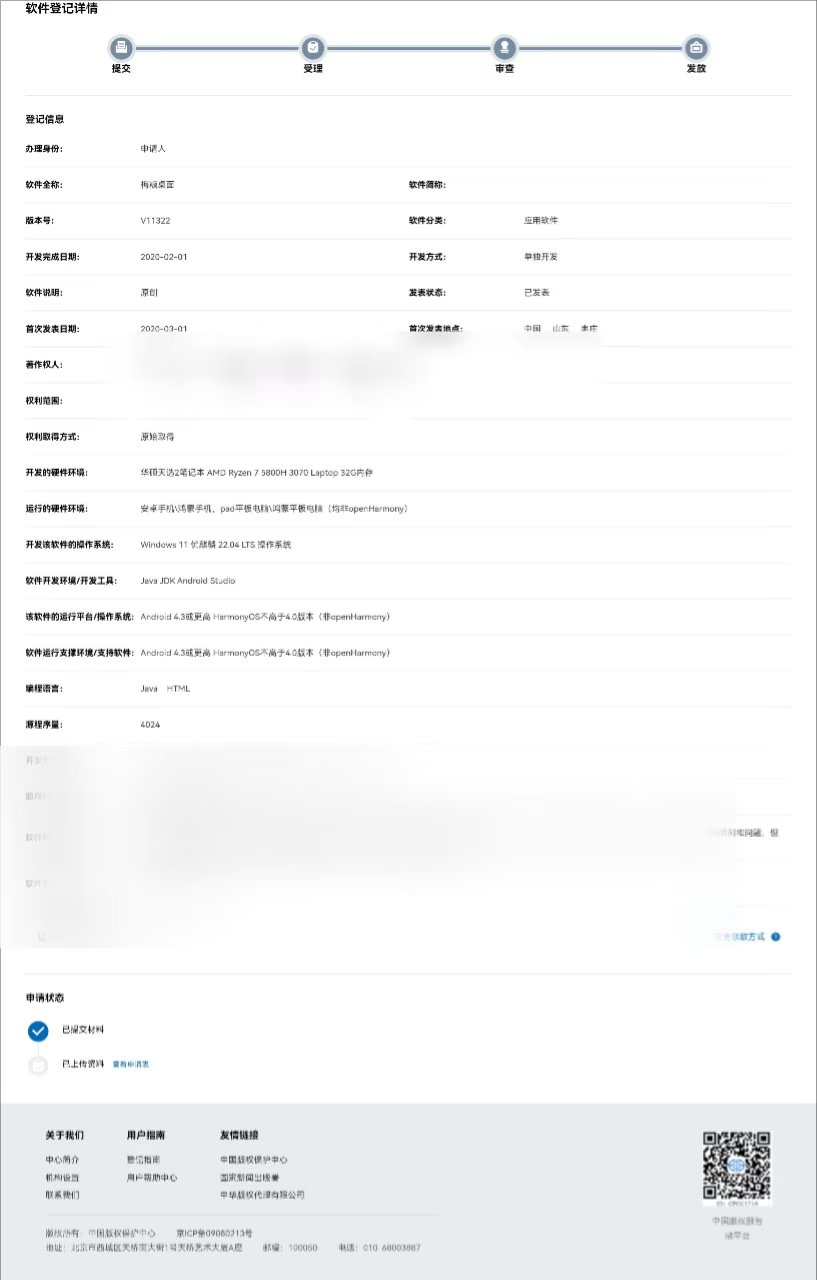 软件登记详情
提交 受理 审查 发放
登记信息
办理身份: 申请人
软件全称: 梅糕桌面 软件简称:
版本号: V11322 软件分类: 应用软件
开发完成日期: 2020-02-01 开发方式: 单独开发
软件说明: 原创 发表状态: 已发表
首次发表日期: 2020-03-01 首次发表地点: 中国 山东 枣庄
著作权人:
权利范围:
权利取得方式: 原始取得
开发的硬件环境: 华硕天选2笔记本 AMD Ryzen 7 5800H 3070 Laptop 32G内存
运行的硬件环境: 安卓手机\鸿蒙手机，pad平板电脑\鸿蒙平板电脑（均非openHarmony）
开发该软件的操作系统: Windows 11 优麒麟 22.04 LTS 操作系统
软件开发环境/开发工具: Java JDK Android Studio
该软件的运行平台/操作系统: Android 4.3或更高 HarmonyOS不高于4.0版本（非openHarmony）
软件运行支撑环境/支持软件: Android 4.3或更高 HarmonyOS不高于4.0版本（非openHarmony）
编程语言: Java HTML
源程序量: 4024
开发
面向
软件
和问题，但
软件
证
领取方式
申请状态
已提交材料
已上传资料 查看申请表
关于我们 用户指南 友情链接
中心简介 登记指南 中国版权保护中心
机构设置 用户帮助中心 国家新闻出版署
联系我们 中华版权代理有限公司
版权所有：中国版权保护中心 京ICP备09080213号
地址：北京市西城区天桥南大街1号天桥艺术大厦A座 邮编：100050 电话：010-68003887
中国版权服务
微平台